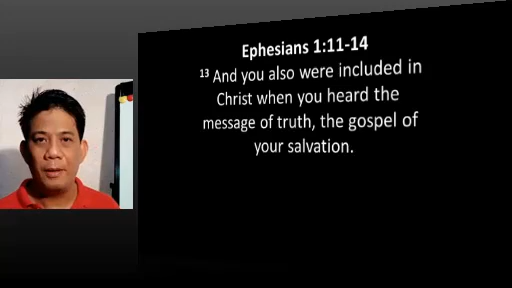 Ephesians 1:11-14
13 And you also were included in
Christ when you heard the
message of truth, the gospel of
your salvation.